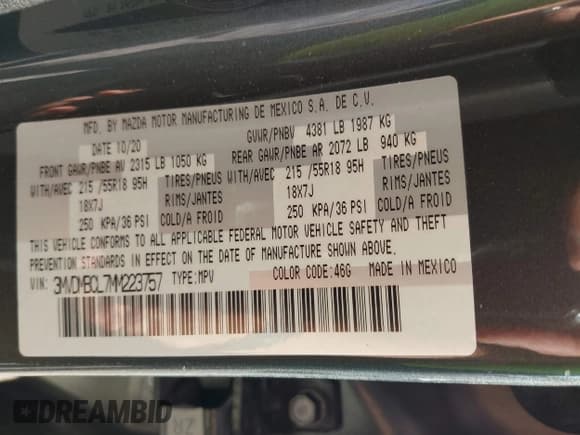 MFD. BY MAZDA MOTOR MANUFACTURING DE MEXICO S.A. DE C.V.
DATE 10/20 GVWR/PNBV 4381 LB 1987 KG
FRONT GAWR/PNBE AV 2315 LB 1050 KG REAR GAWR/PNBE AR 2072 LB 940 KG
WITH/AVEC 215 /55R18 95H TIRES/PNEUS WITH/AVEC 215 /55R18 95H TIRES/PNEUS
18X7J RIMS/JANTES 18X7J RIMS/JANTES
250 KPA/36 PSI COLD/A FROID 250 KPA/36 PSI COLD/A FROID
THIS VEHICLE CONFORMS TO ALL APPLICABLE FEDERAL MOTOR VEHICLE SAFETY AND THEFT
PREVENTION STANDARDS IN EFFECT ON THE DATE OF MANUFACTURE SHOWN ABOVE.
VIN: 3MVDMBCL7MM223757 TYPE:MPV COLOR CODE:46G MADE IN MEXICO
DREAMBID